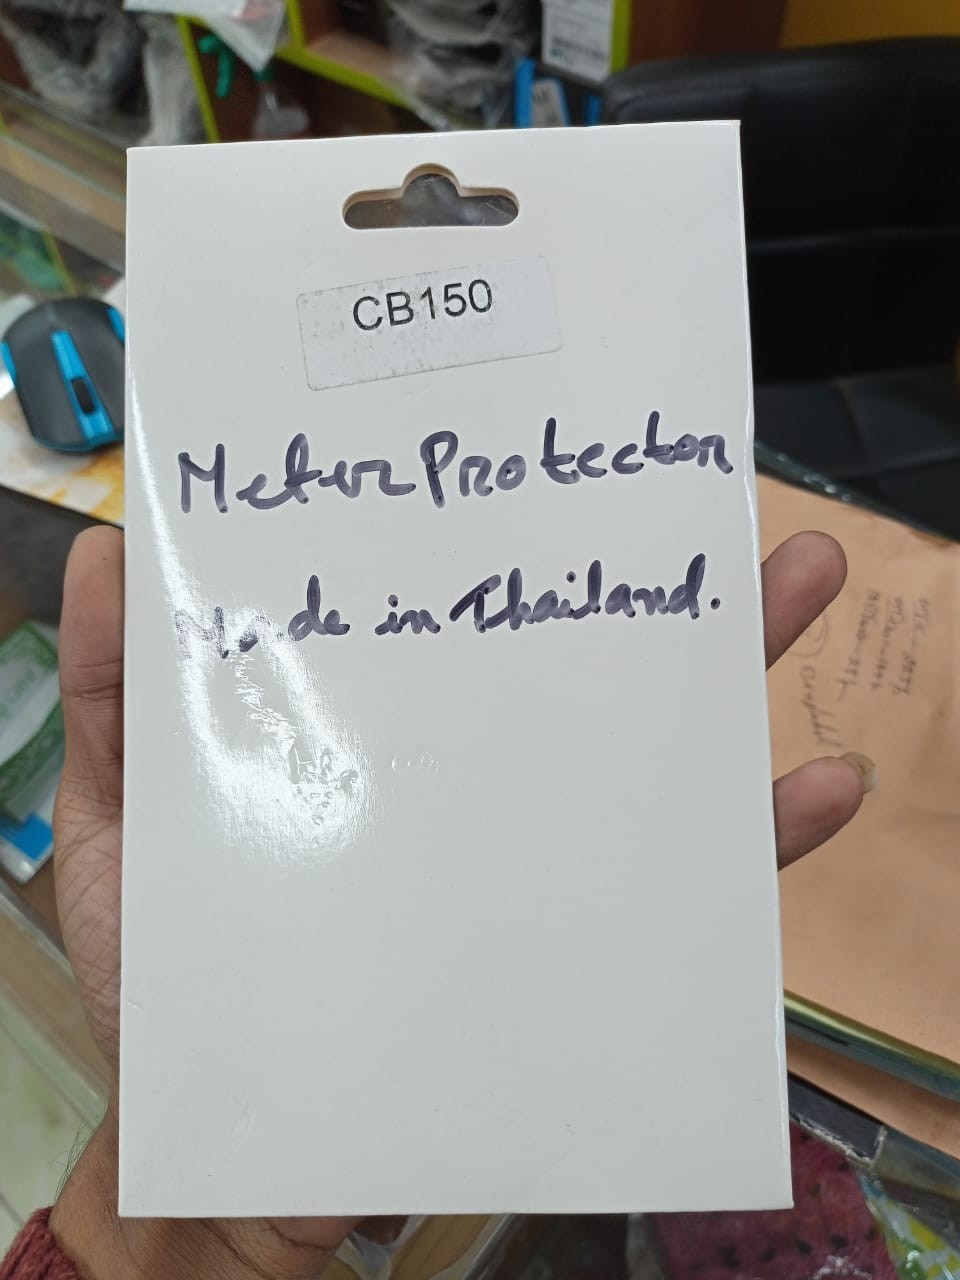 CB150
Meter Protector
Made in Thailand.